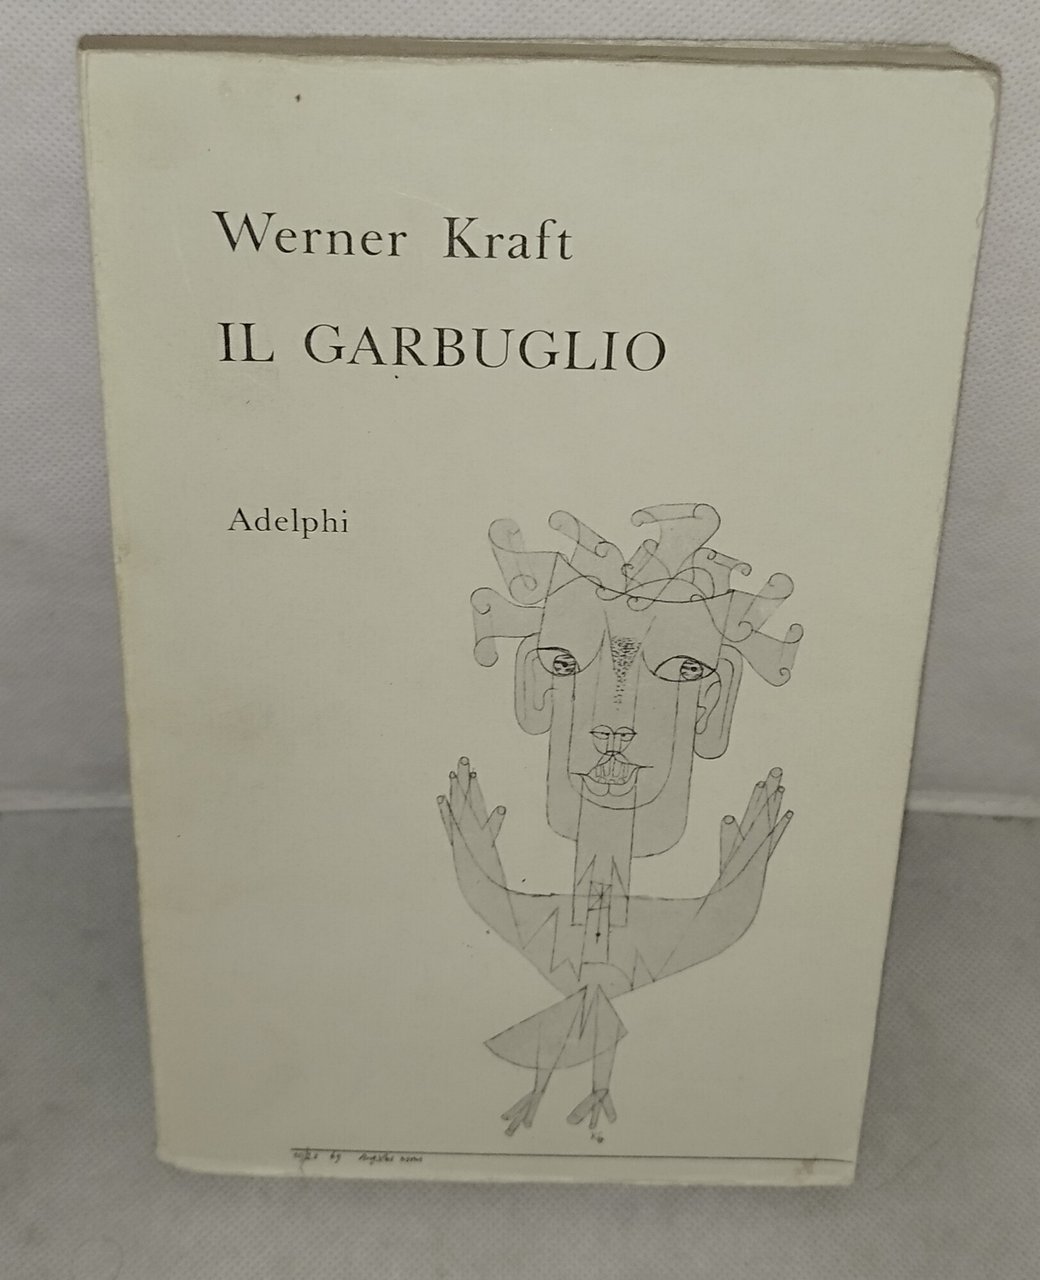 Werner Kraft
IL GARBUGLIO
Adelphi